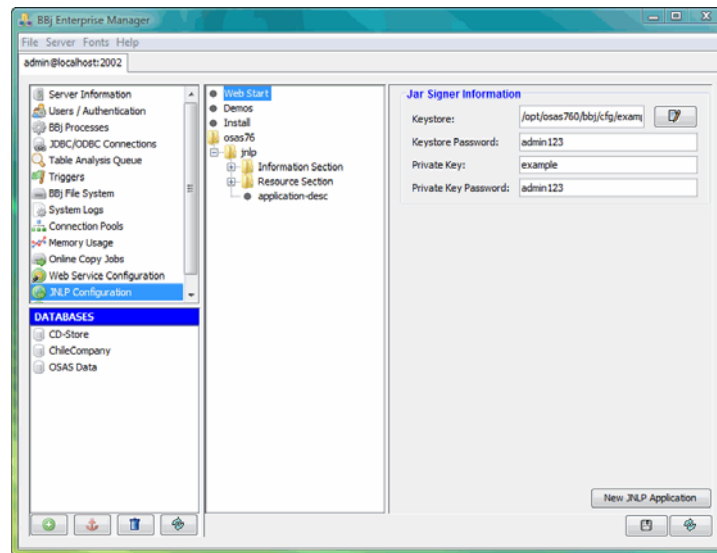 BBj Enterprise Manager
File Server Fonts Help
admin@localhost:2002
Server Information
Users / Authentication
BBj Processes
JDBC/ODBC Connections
Table Analysis Queue
Triggers
BBj File System
System Logs
Connection Pools
Memory Usage
Online Copy Jobs
Web Service Configuration
JNLP Configuration
DATABASES
CD-Store
ChileCompany
OSAS Data
Web Start
Demos
Install
osas76
jnlp
Information Section
Resource Section
application-desc
Jar Signer Information
Keystore: /opt/osas760/bbj/cfg/examp
Keystore Password: admin123
Private Key: example
Private Key Password: admin123
New JNLP Application